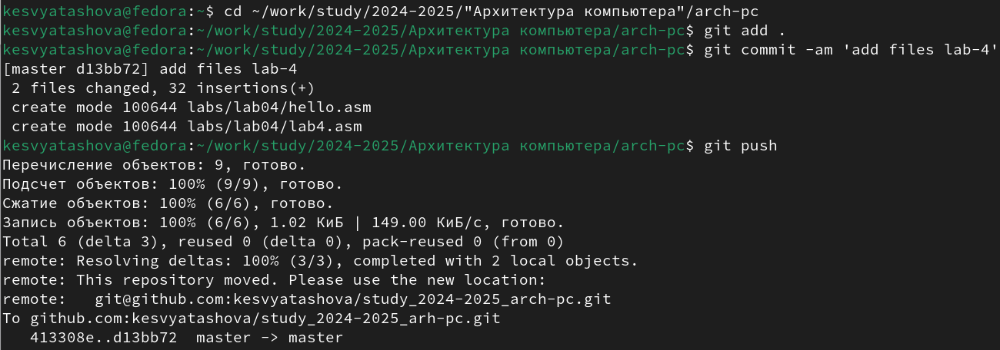 kesvyatashova@fedora:~$ cd ~/work/study/2024-2025/"Архитектура компьютера"/arch-pc
kesvyatashova@fedora:~/work/study/2024-2025/Архитектура компьютера/arch-pc$ git add .
kesvyatashova@fedora:~/work/study/2024-2025/Архитектура компьютера/arch-pc$ git commit -am 'add files lab-4'
[master d13bb72] add files lab-4
 2 files changed, 32 insertions(+)
 create mode 100644 labs/lab04/hello.asm
 create mode 100644 labs/lab04/lab4.asm
kesvyatashova@fedora:~/work/study/2024-2025/Архитектура компьютера/arch-pc$ git push
Перечисление объектов: 9, готово.
Подсчет объектов: 100% (9/9), готово.
Сжатие объектов: 100% (6/6), готово.
Запись объектов: 100% (6/6), 1.02 КиБ | 149.00 КиБ/с, готово.
Total 6 (delta 3), reused 0 (delta 0), pack-reused 0 (from 0)
remote: Resolving deltas: 100% (3/3), completed with 2 local objects.
remote: This repository moved. Please use the new location:
remote:   git@github.com:kesvyatashova/study_2024-2025_arch-pc.git
To github.com:kesvyatashova/study_2024-2025_arh-pc.git
   413308e..d13bb72  master -> master